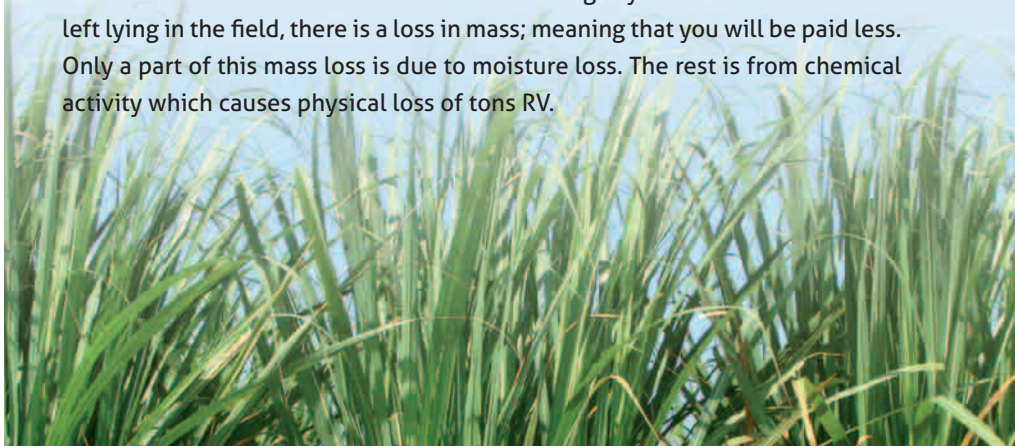 left lying in the field, there is a loss in mass; meaning that you will be paid less.
Only a part of this mass loss is due to moisture loss. The rest is from chemical
activity which causes physical loss of tons RV.